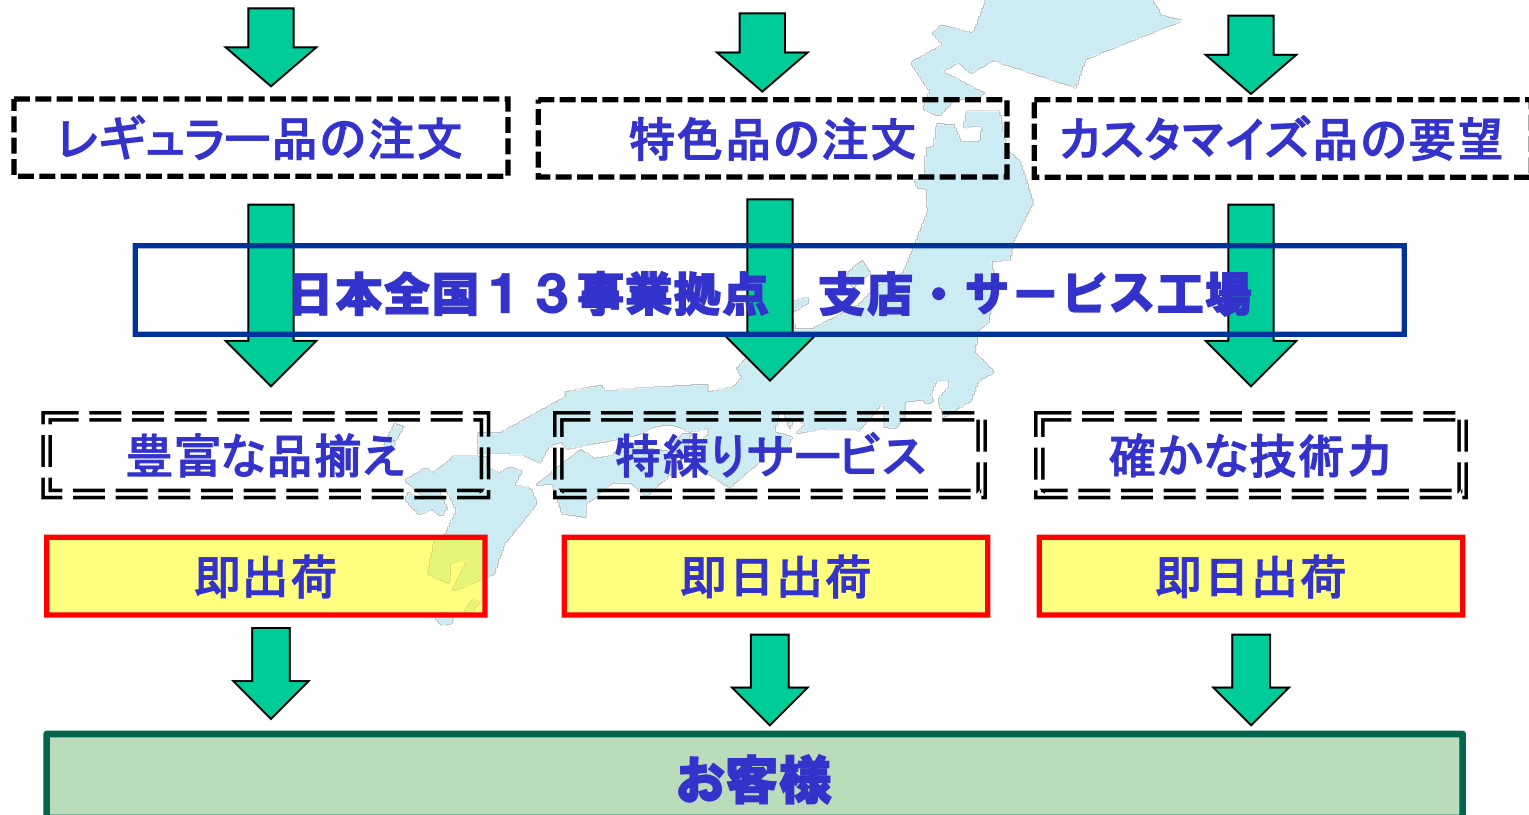 レギュラー品の注文
特色品の注文
カスタマイズ品の要望
日本全国１３事業拠点　支店・サービス工場
豊富な品揃え
特練りサービス
確かな技術力
即出荷
即日出荷
即日出荷
お客様